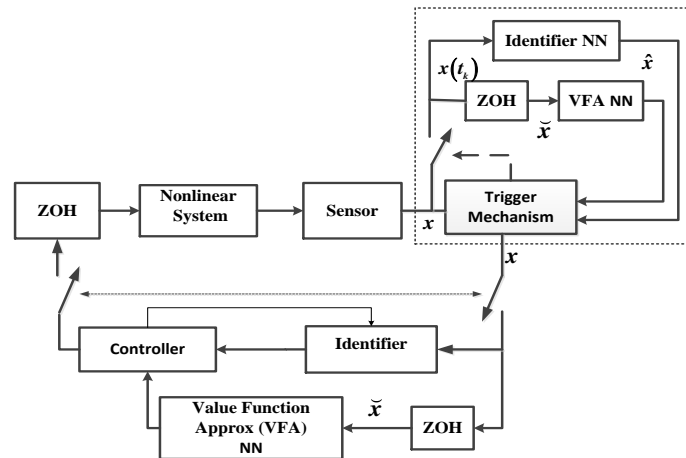 Identifier NN
x̂
x(t_k)
ZOH
VFA NN
x̆
ZOH
Nonlinear
System
Sensor
x
Trigger
Mechanism
x
Controller
Identifier
Value Function
Approx (VFA)
NN
x̆
ZOH